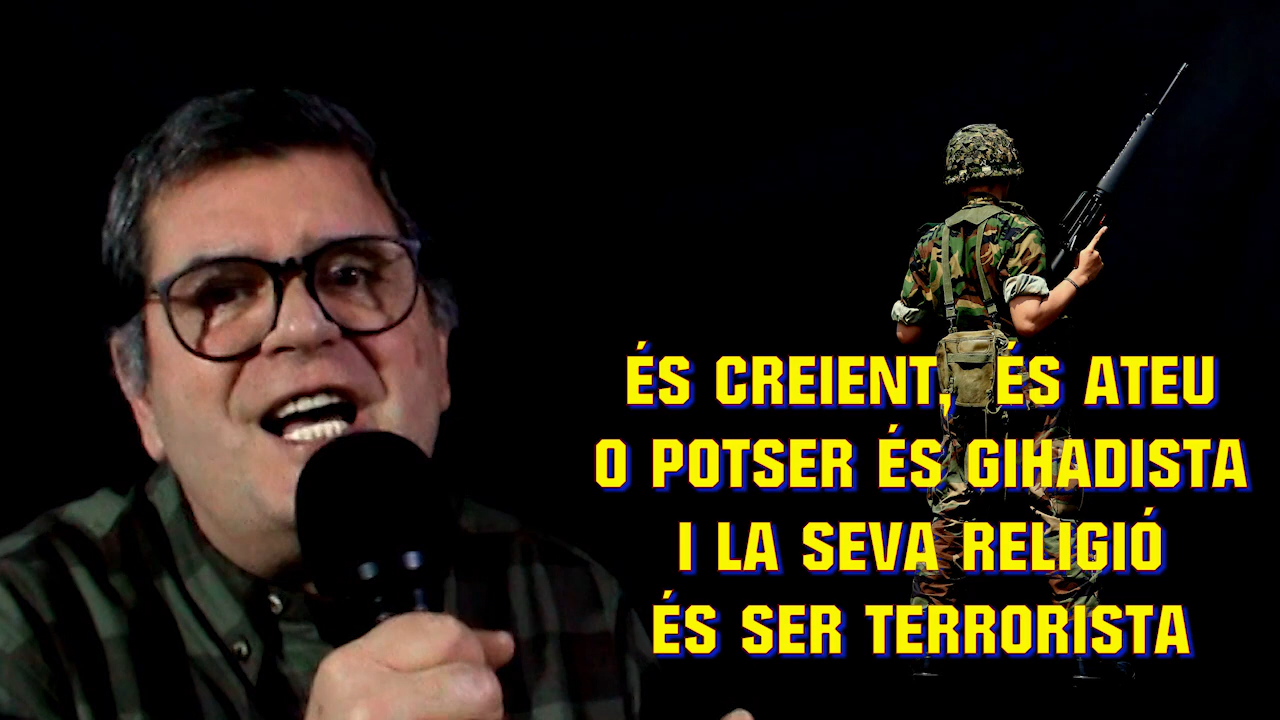 ÉS CREIENT, ÉS ATEU
O POTSER ÉS GIHADISTA
I LA SEVA RELIGIÓ
ÉS SER TERRORISTA